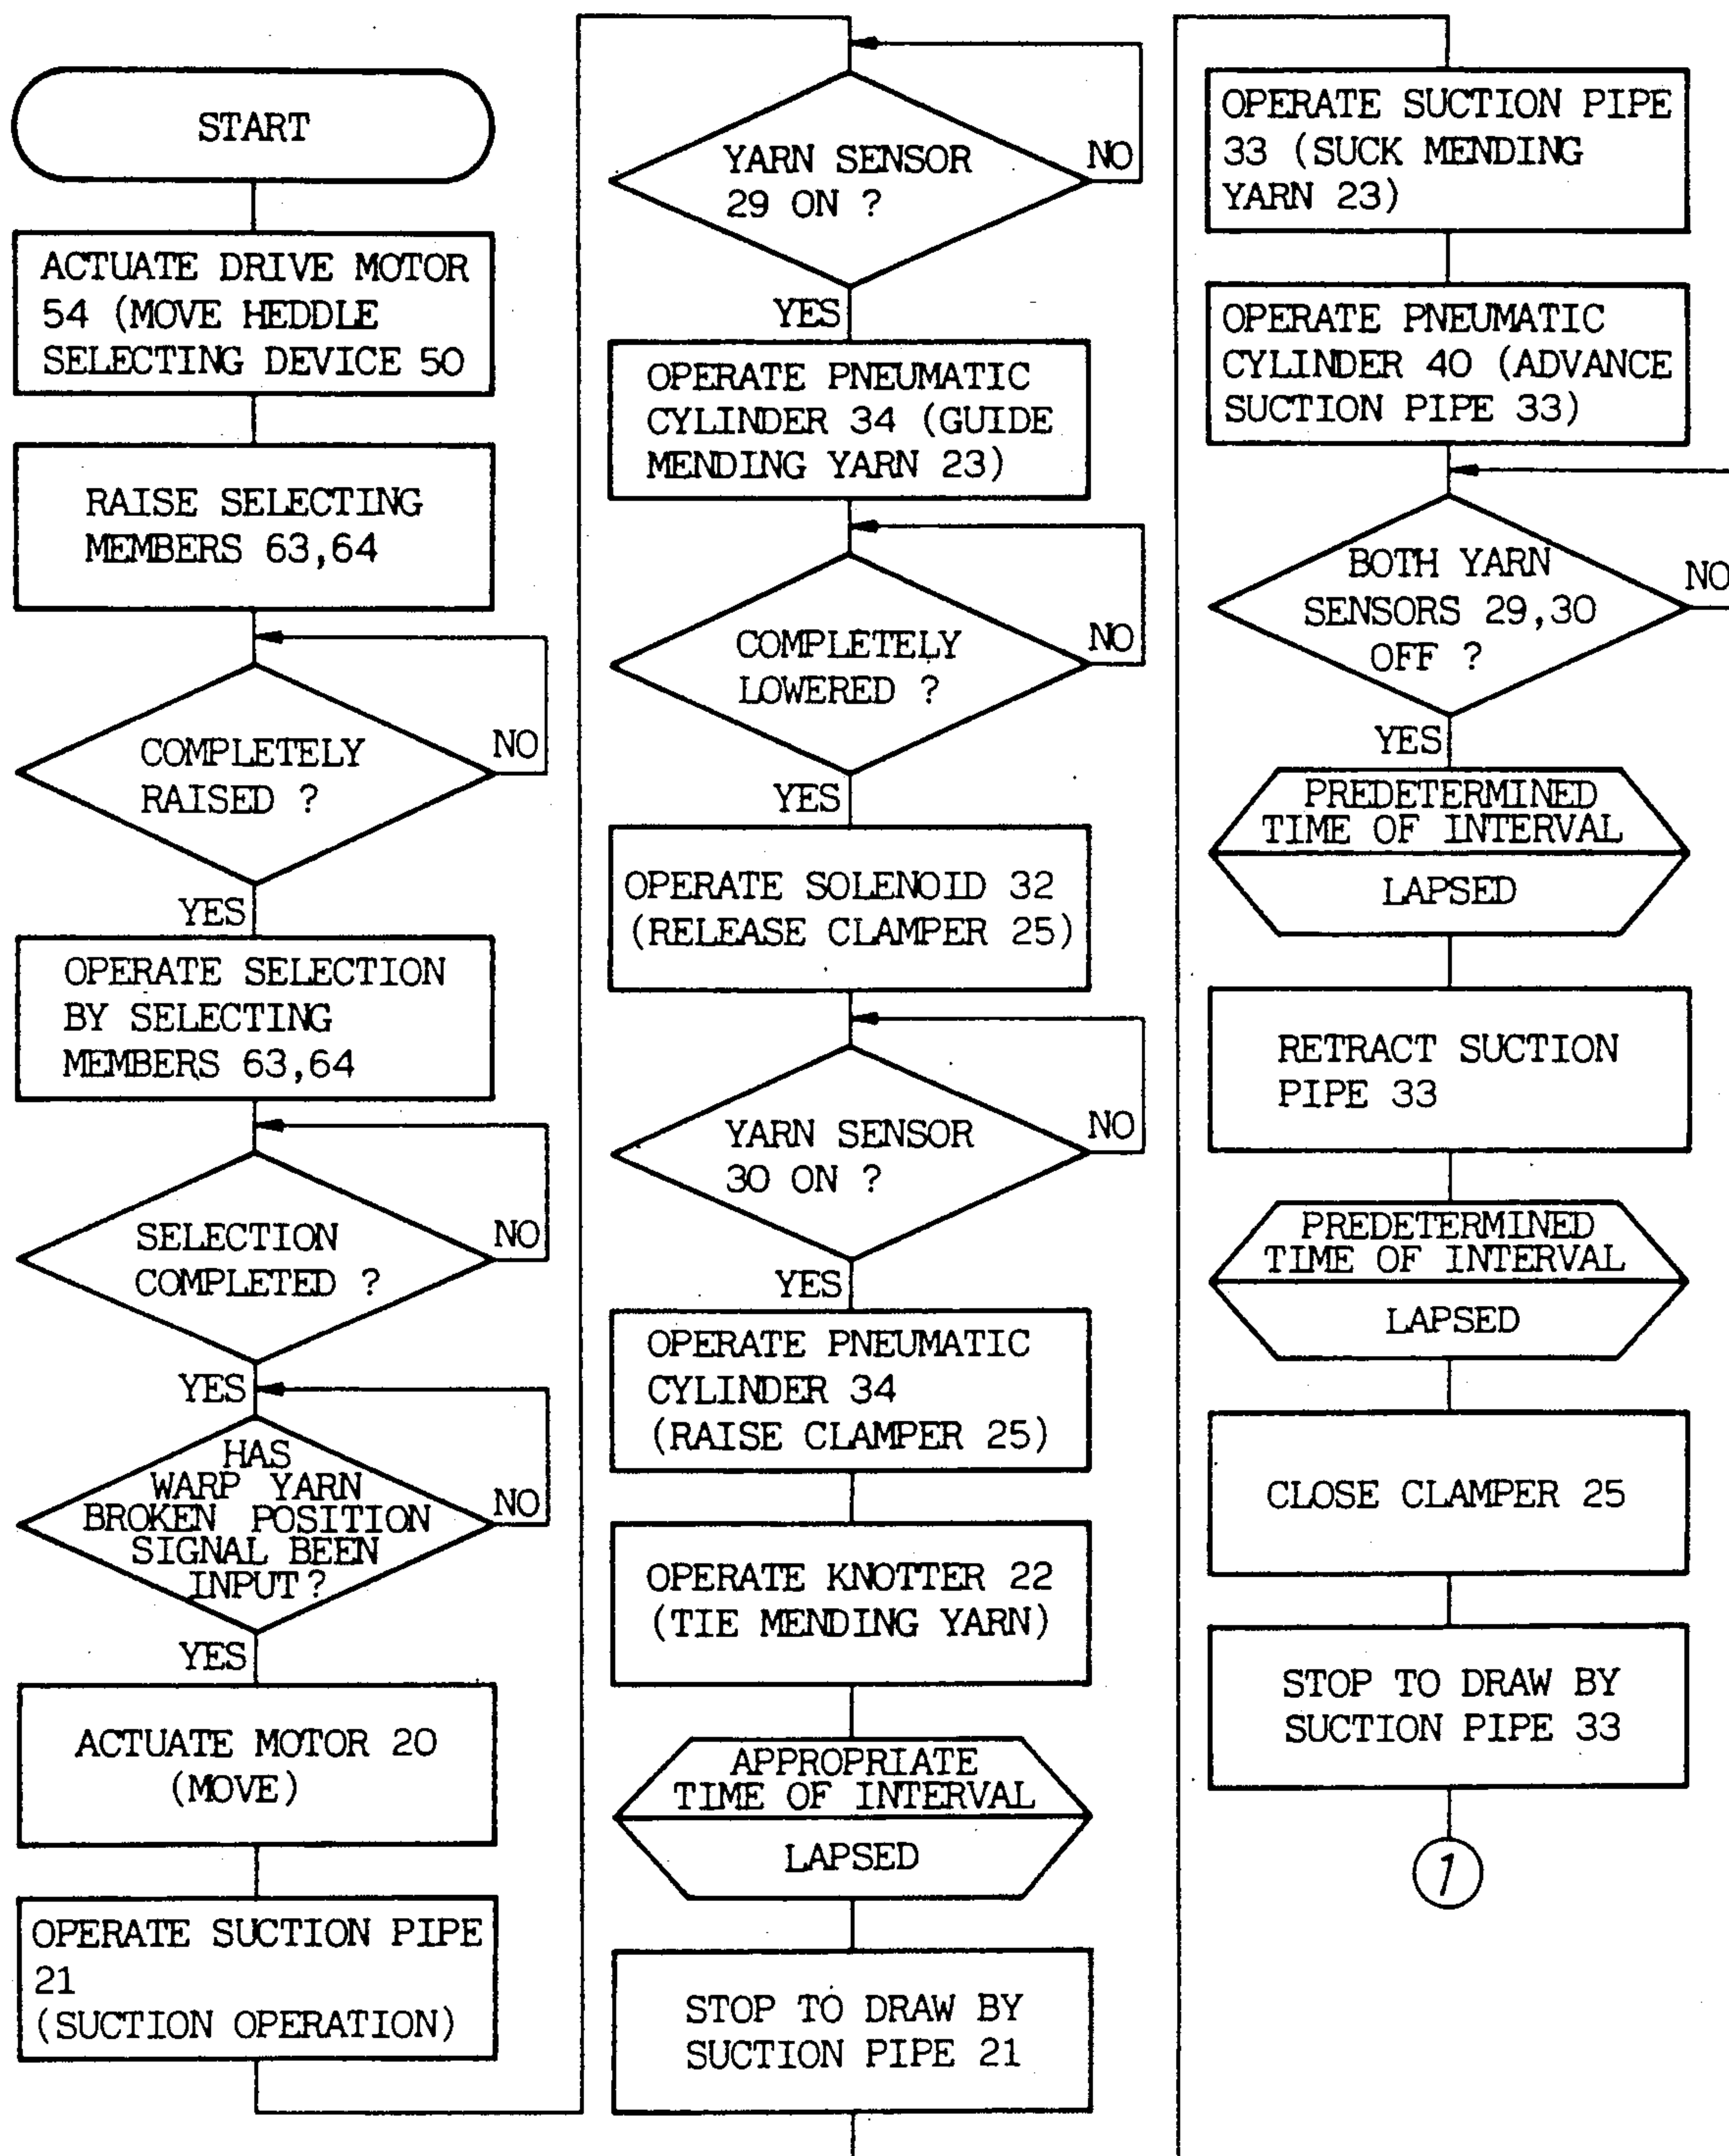 START
ACTUATE DRIVE MOTOR
54 (MOVE HEDDLE
SELECTING DEVICE 50
RAISE SELECTING
MEMBERS 63,64
COMPLETELY
RAISED ?
NO
YES
OPERATE SELECTION
BY SELECTING
MEMBERS 63,64
SELECTION
COMPLETED ?
NO
YES
HAS
WARP YARN
BROKEN POSITION
SIGNAL BEEN
INPUT?
NO
YES
ACTUATE MOTOR 20
(MOVE)
OPERATE SUCTION PIPE
21
(SUCTION OPERATION)
YARN SENSOR
29 ON ?
NO
YES
OPERATE PNEUMATIC
CYLINDER 34 (GUIDE
MENDING YARN 23)
COMPLETELY
LOWERED ?
NO
YES
OPERATE SOLENOID 32
(RELEASE CLAMPER 25)
YARN SENSOR
30 ON ?
NO
YES
OPERATE PNEUMATIC
CYLINDER 34
(RAISE CLAMPER 25)
OPERATE KNOTTER 22
(TIE MENDING YARN)
APPROPRIATE
TIME OF INTERVAL
LAPSED
STOP TO DRAW BY
SUCTION PIPE 21
OPERATE SUCTION PIPE
33 (SUCK MENDING
YARN 23)
OPERATE PNEUMATIC
CYLINDER 40 (ADVANCE
SUCTION PIPE 33)
BOTH YARN
SENSORS 29,30
OFF ?
NO
YES
PREDETERMINED
TIME OF INTERVAL
LAPSED
RETRACT SUCTION
PIPE 33
PREDETERMINED
TIME OF INTERVAL
LAPSED
CLOSE CLAMPER 25
STOP TO DRAW BY
SUCTION PIPE 33
1